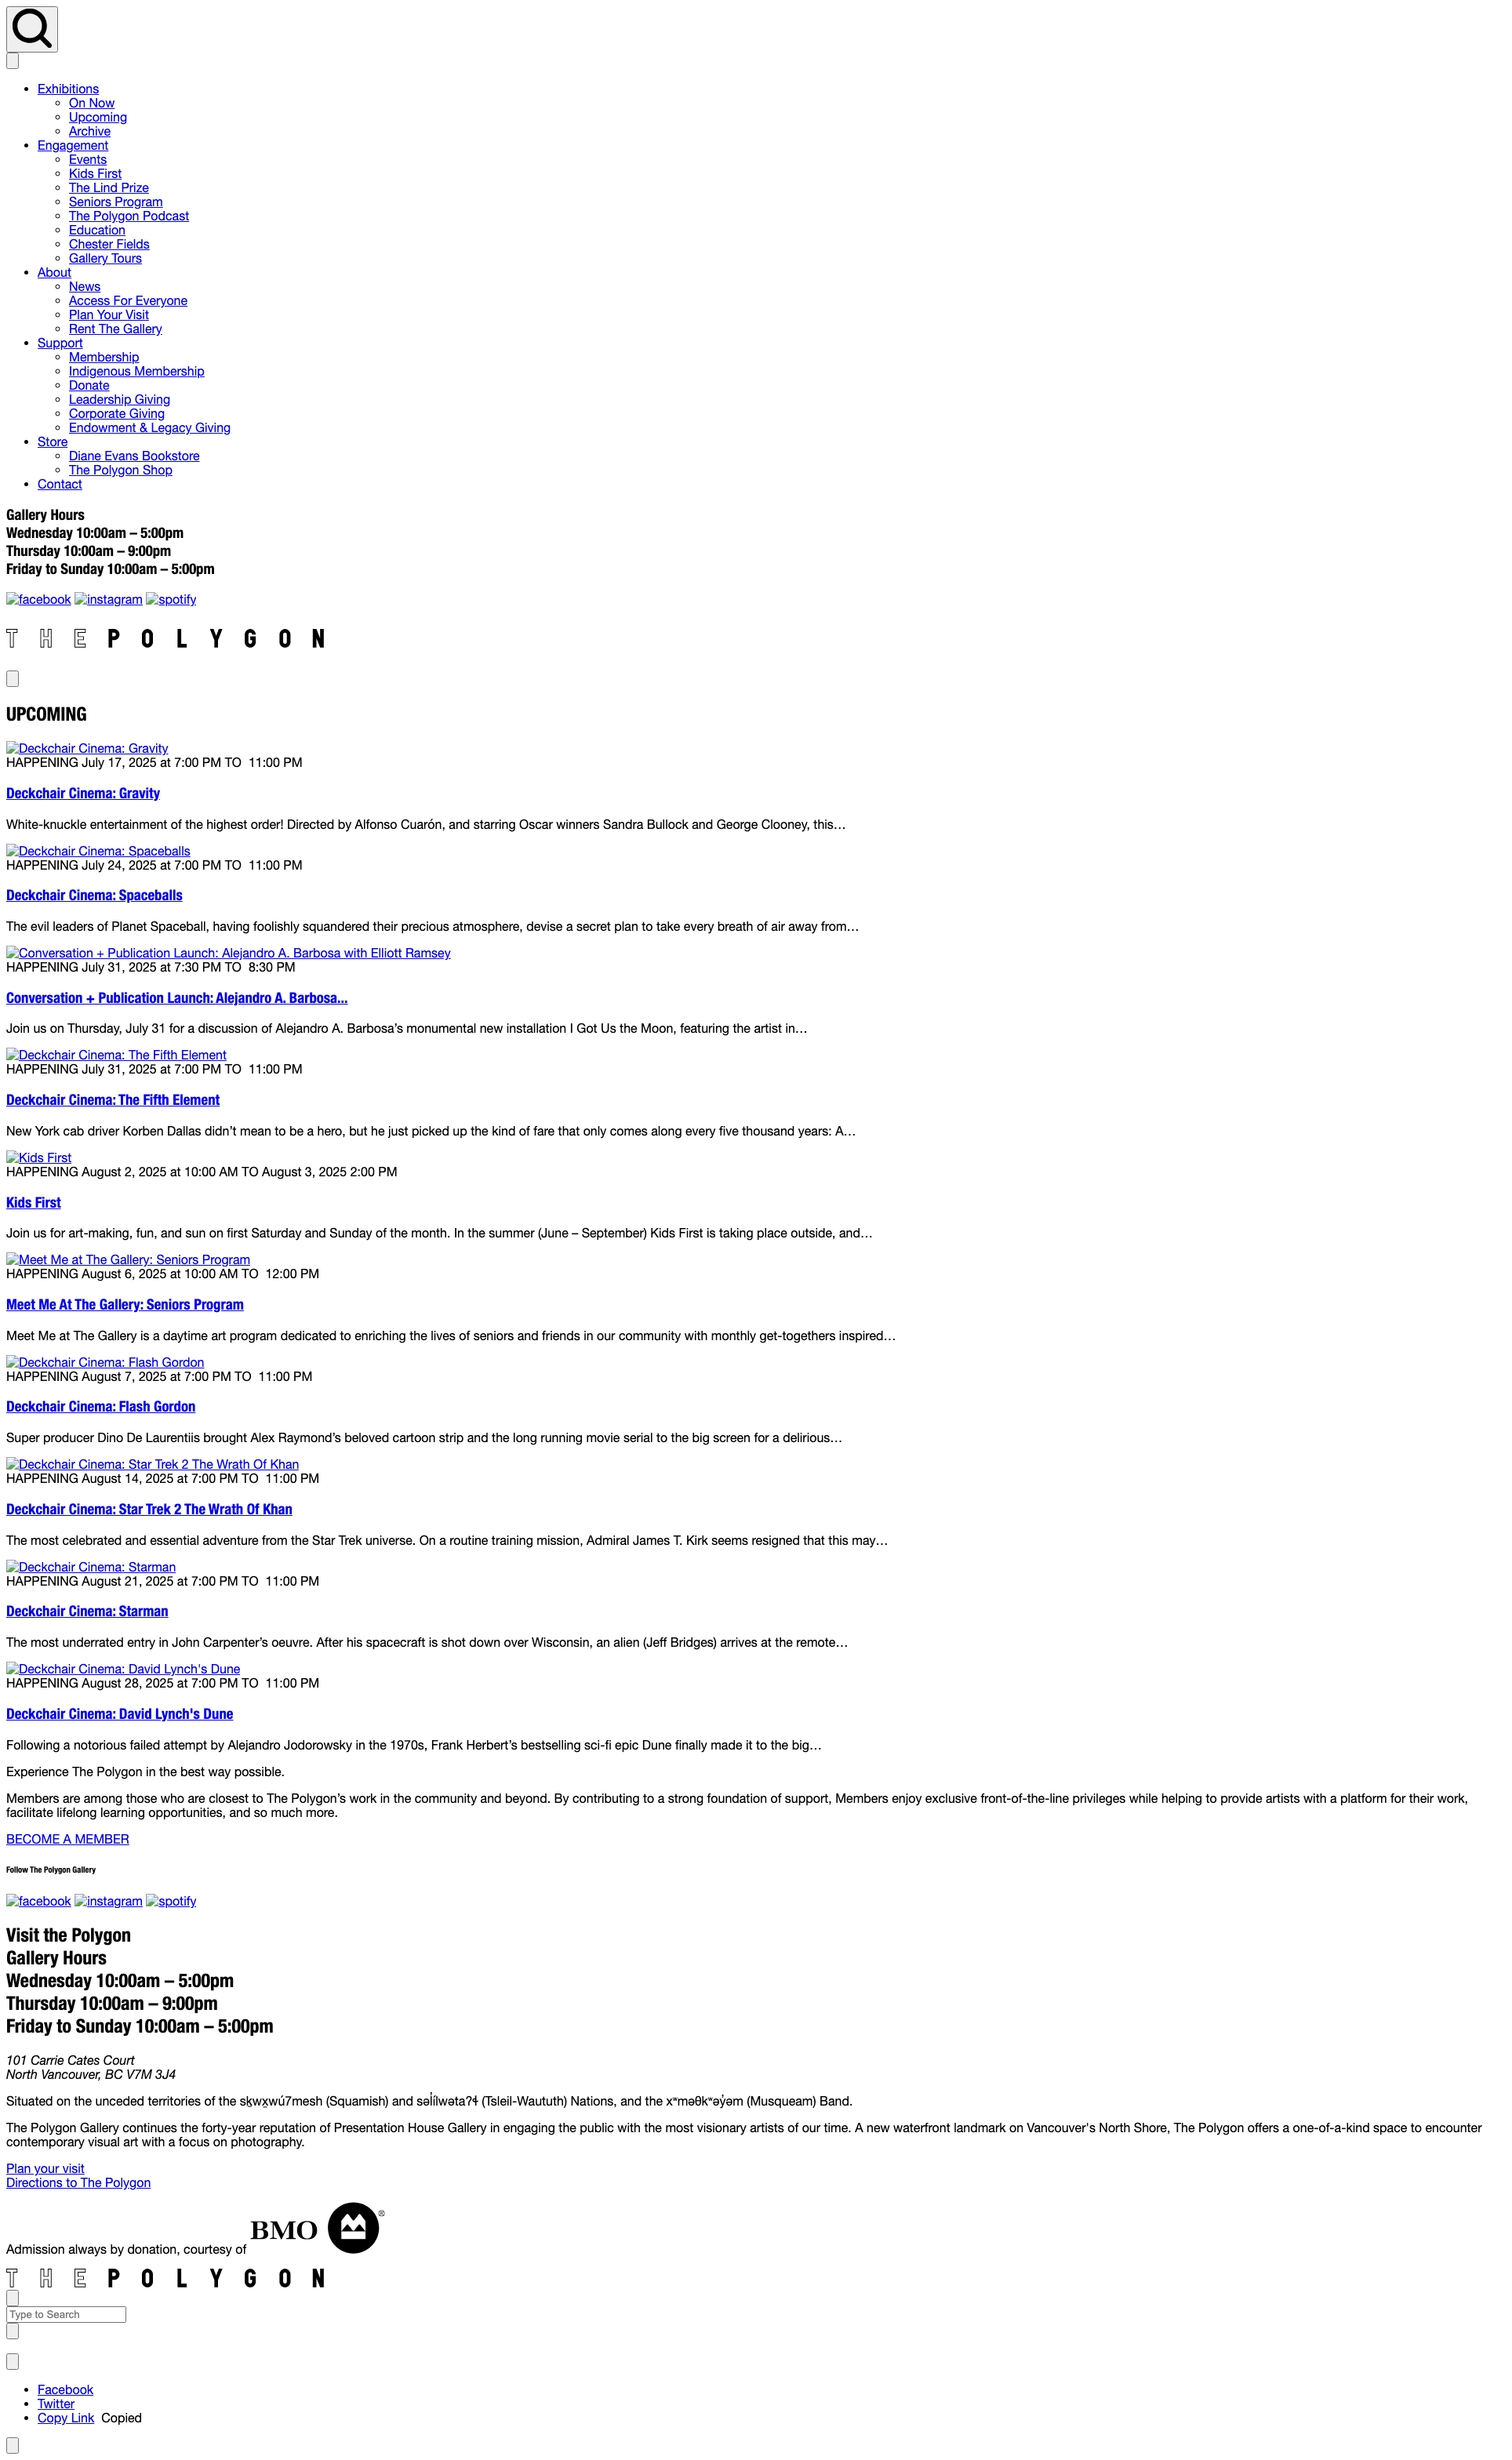 Exhibitions
On Now
Upcoming
Archive
Engagement
Events
Kids First
The Lind Prize
Seniors Program
The Polygon Podcast
Education
Chester Fields
Gallery Tours
About
News
Access For Everyone
Plan Your Visit
Rent The Gallery
Support
Membership
Indigenous Membership
Donate
Leadership Giving
Corporate Giving
Endowment & Legacy Giving
Store
Diane Evans Bookstore
The Polygon Shop
Contact
Gallery Hours
Wednesday 10:00am – 5:00pm
Thursday 10:00am – 9:00pm
Friday to Sunday 10:00am – 5:00pm
facebook instagram spotify
THE POLYGON
UPCOMING
Deckchair Cinema: Gravity
HAPPENING July 17, 2025 at 7:00 PM TO 11:00 PM
Deckchair Cinema: Gravity
White-knuckle entertainment of the highest order! Directed by Alfonso Cuarón, and starring Oscar winners Sandra Bullock and George Clooney, this…
Deckchair Cinema: Spaceballs
HAPPENING July 24, 2025 at 7:00 PM TO 11:00 PM
Deckchair Cinema: Spaceballs
The evil leaders of Planet Spaceball, having foolishly squandered their precious atmosphere, devise a secret plan to take every breath of air away from…
Conversation + Publication Launch: Alejandro A. Barbosa with Elliott Ramsey
HAPPENING July 31, 2025 at 7:30 PM TO 8:30 PM
Conversation + Publication Launch: Alejandro A. Barbosa...
Join us on Thursday, July 31 for a discussion of Alejandro A. Barbosa’s monumental new installation I Got Us the Moon, featuring the artist in…
Deckchair Cinema: The Fifth Element
HAPPENING July 31, 2025 at 7:00 PM TO 11:00 PM
Deckchair Cinema: The Fifth Element
New York cab driver Korben Dallas didn’t mean to be a hero, but he just picked up the kind of fare that only comes along every five thousand years: A…
Kids First
HAPPENING August 2, 2025 at 10:00 AM TO August 3, 2025 2:00 PM
Kids First
Join us for art-making, fun, and sun on first Saturday and Sunday of the month. In the summer (June – September) Kids First is taking place outside, and…
Meet Me at The Gallery: Seniors Program
HAPPENING August 6, 2025 at 10:00 AM TO 12:00 PM
Meet Me At The Gallery: Seniors Program
Meet Me at The Gallery is a daytime art program dedicated to enriching the lives of seniors and friends in our community with monthly get-togethers inspired…
Deckchair Cinema: Flash Gordon
HAPPENING August 7, 2025 at 7:00 PM TO 11:00 PM
Deckchair Cinema: Flash Gordon
Super producer Dino De Laurentiis brought Alex Raymond’s beloved cartoon strip and the long running movie serial to the big screen for a delirious…
Deckchair Cinema: Star Trek 2 The Wrath Of Khan
HAPPENING August 14, 2025 at 7:00 PM TO 11:00 PM
Deckchair Cinema: Star Trek 2 The Wrath Of Khan
The most celebrated and essential adventure from the Star Trek universe. On a routine training mission, Admiral James T. Kirk seems resigned that this may…
Deckchair Cinema: Starman
HAPPENING August 21, 2025 at 7:00 PM TO 11:00 PM
Deckchair Cinema: Starman
The most underrated entry in John Carpenter’s oeuvre. After his spacecraft is shot down over Wisconsin, an alien (Jeff Bridges) arrives at the remote…
Deckchair Cinema: David Lynch's Dune
HAPPENING August 28, 2025 at 7:00 PM TO 11:00 PM
Deckchair Cinema: David Lynch's Dune
Following a notorious failed attempt by Alejandro Jodorowsky in the 1970s, Frank Herbert’s bestselling sci-fi epic Dune finally made it to the big…
Experience The Polygon in the best way possible.
Members are among those who are closest to The Polygon’s work in the community and beyond. By contributing to a strong foundation of support, Members enjoy exclusive front-of-the-line privileges while helping to provide artists with a platform for their work,
facilitate lifelong learning opportunities, and so much more.
BECOME A MEMBER
Follow The Polygon Gallery
facebook instagram spotify
Visit the Polygon
Gallery Hours
Wednesday 10:00am – 5:00pm
Thursday 10:00am – 9:00pm
Friday to Sunday 10:00am – 5:00pm
101 Carrie Cates Court
North Vancouver, BC V7M 3J4
Situated on the unceded territories of the sḵwx̱wú7mesh (Squamish) and səl̓ílwətaʔɬ (Tsleil-Waututh) Nations, and the xʷməθkʷəy̓əm (Musqueam) Band.
The Polygon Gallery continues the forty-year reputation of Presentation House Gallery in engaging the public with the most visionary artists of our time. A new waterfront landmark on Vancouver's North Shore, The Polygon offers a one-of-a-kind space to encounter
contemporary visual art with a focus on photography.
Plan your visit
Directions to The Polygon
Admission always by donation, courtesy of BMO ®
THE POLYGON
Type to Search
Facebook
Twitter
Copy Link Copied